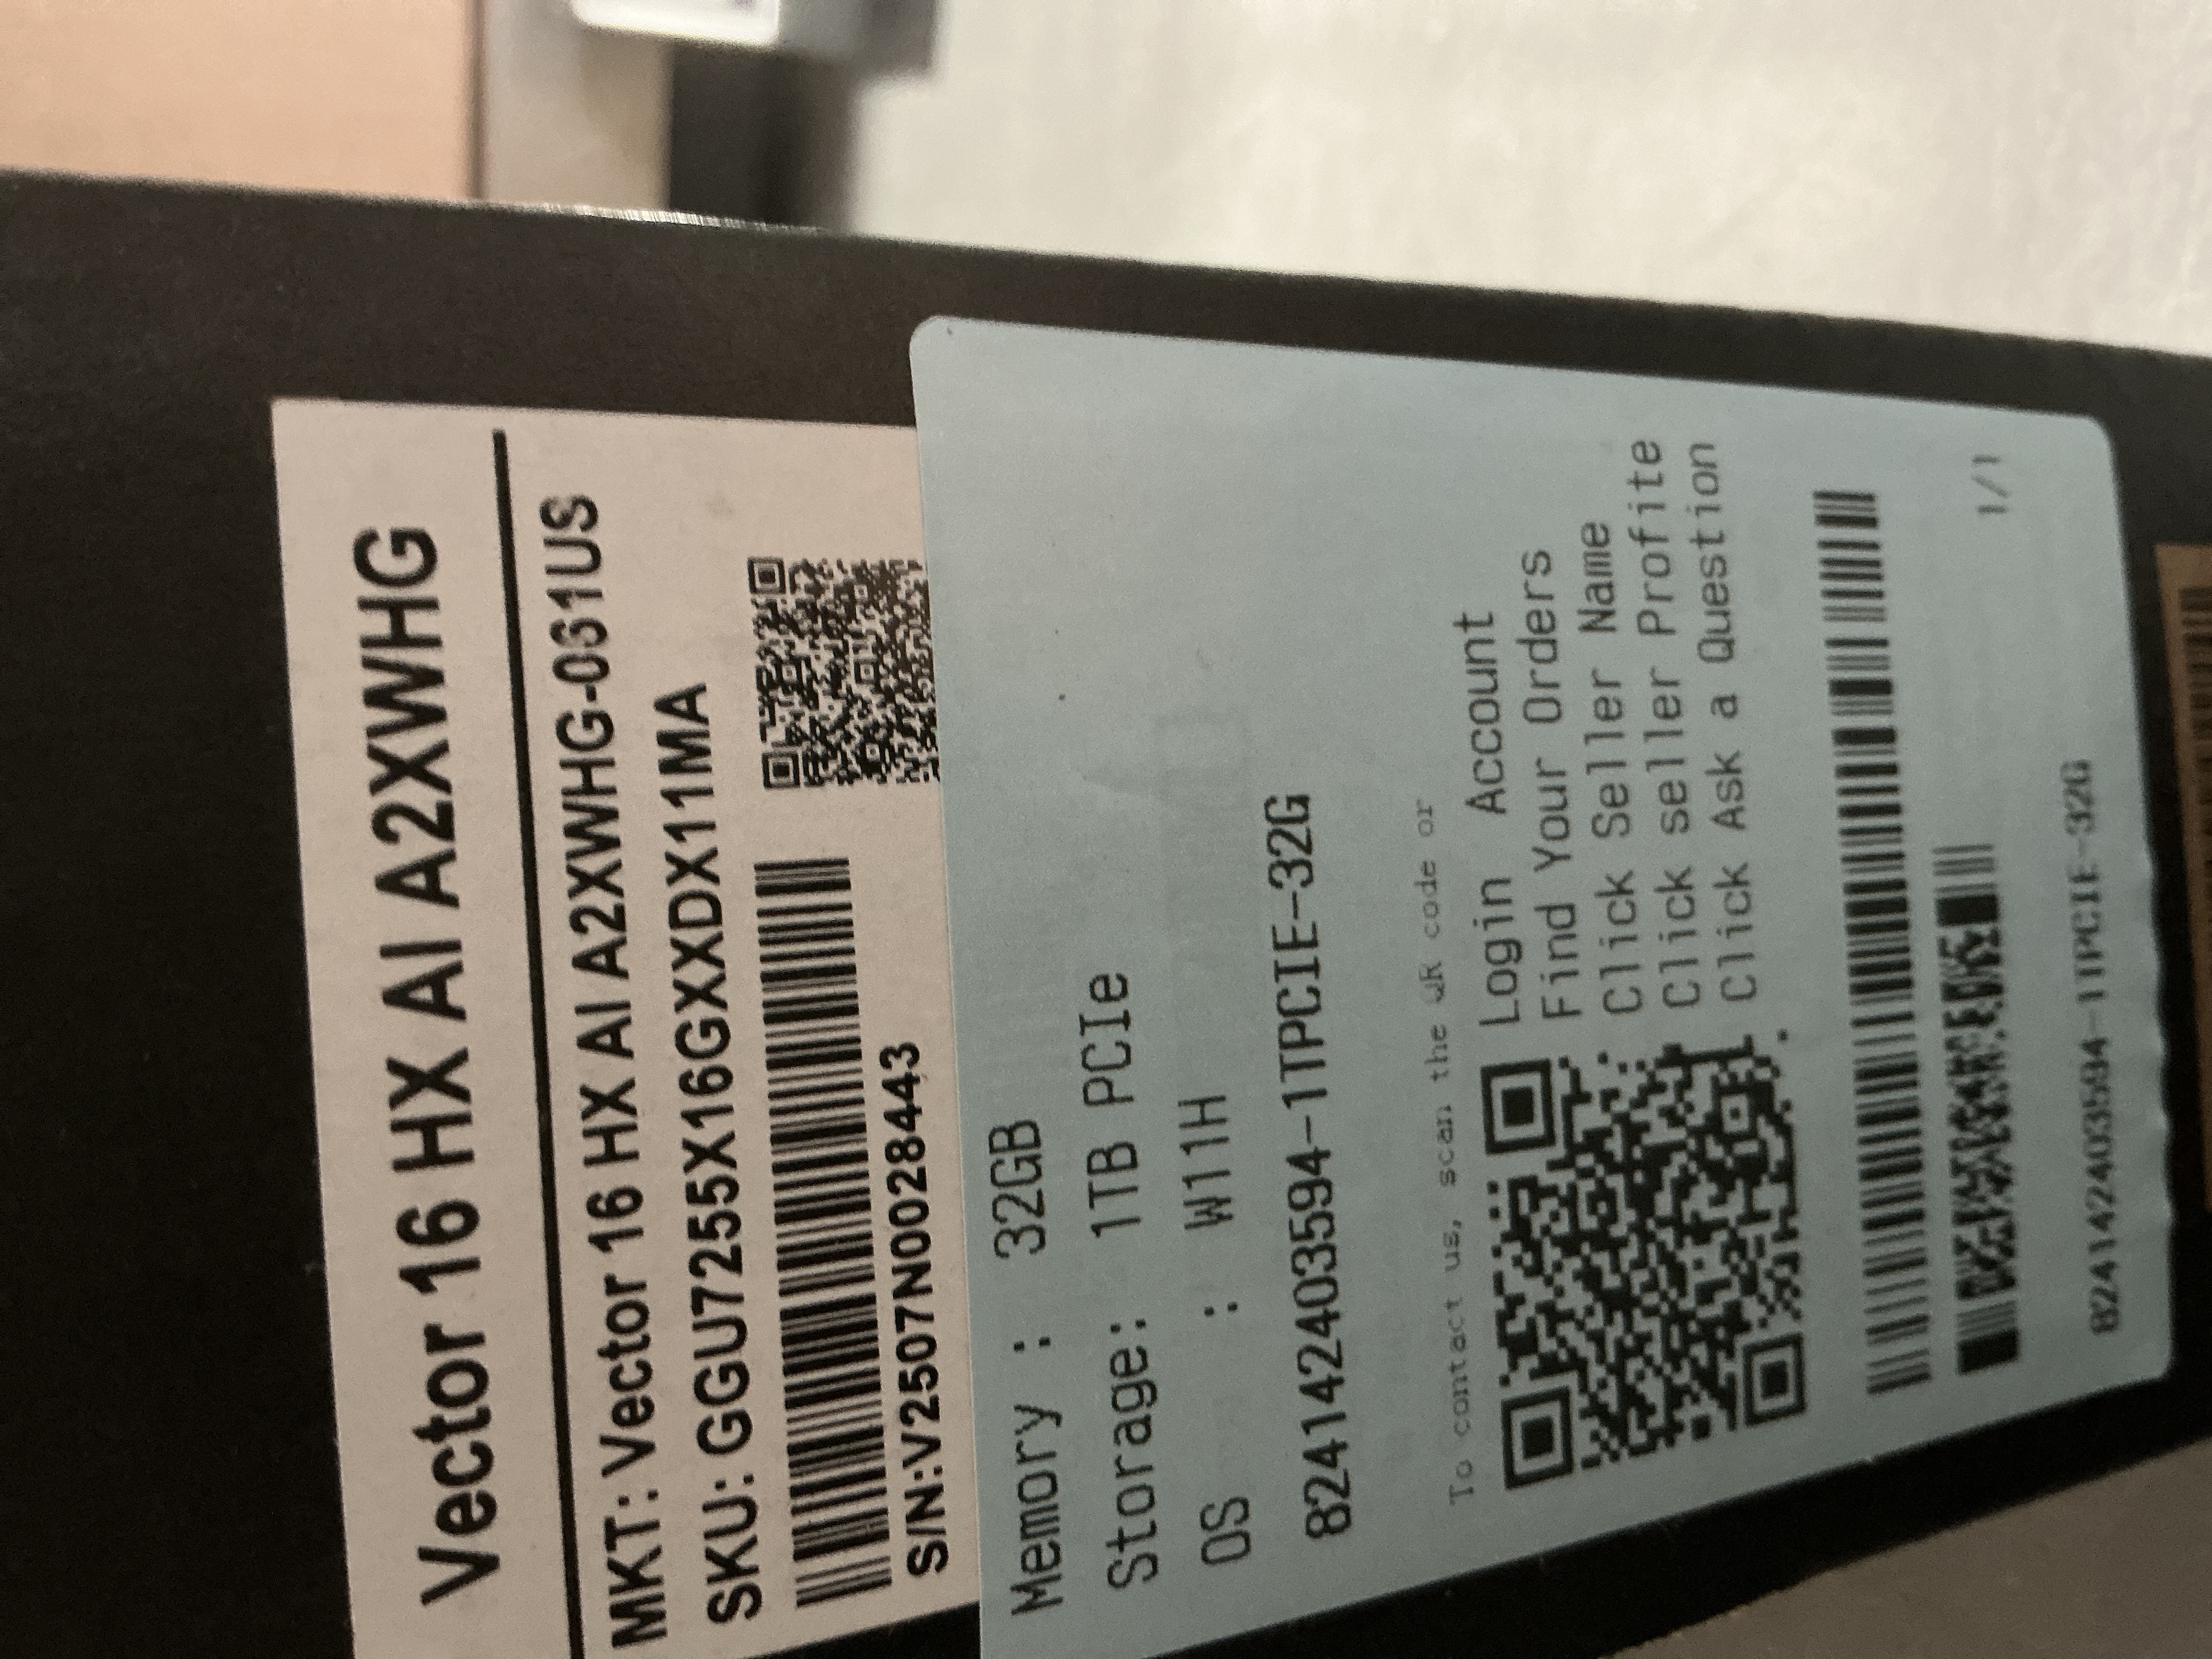 Vector 16 HX AI A2XWHG
MKT: Vector 16 HX AI A2XWHG-061US
SKU: GGU7255X16GXXDX11MA
S/N:V2507N0028443
Memory : 32GB
Storage: 1TB PCIe
OS : W11H
824142403594-1TPCIE-32G
To contact us, scan the QR code or
Login Account
Find Your Orders
Click Seller Name
Click seller Profite
Click Ask a Question
1/1
824142403594-1TPCIE-32G